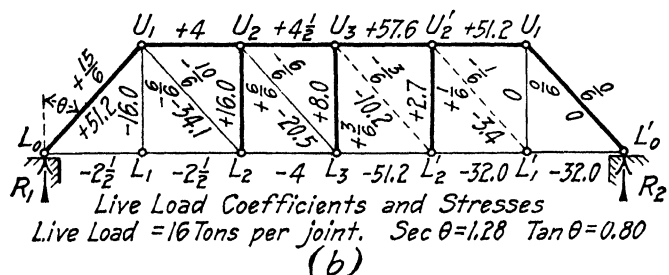 U₁ +4 U₂ +4½ U₃ +57.6 U₂' +51.2 U₁
+15/6 -10/6 -6/6 -3/6 -1/6 0/6 0/6
θ +51.2 -16.0 -34.1 +16.0 +6/6 -20.5 +8.0 +3/6 -10.2 +2.7 +1/6 -3.4 0 0
L₀ L₀'
-2½ L₁ -2½ L₂ -4 L₃ -51.2 L₂' -32.0 L₁' -32.0
R₁ R₂
Live Load Coefficients and Stresses
Live Load = 16 Tons per joint. Sec θ=1.28 Tan θ=0.80
(b)